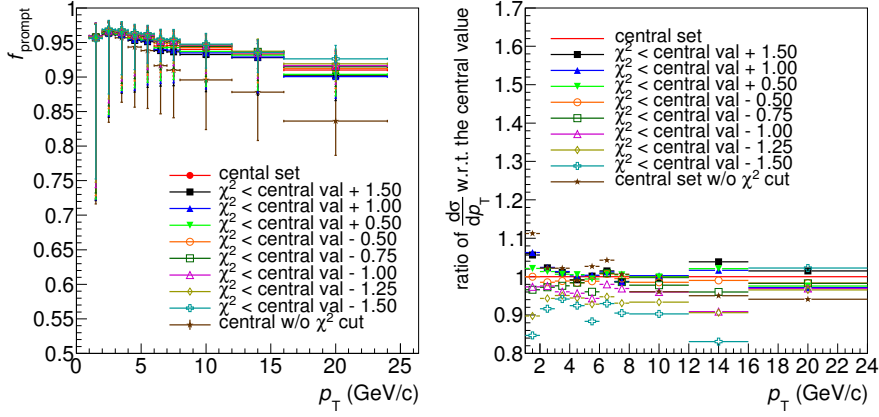 f_prompt
1
0.95
0.9
0.85
0.8
0.75
0.7
0.65
0.6
0.55
0.5
cental set
χ² < central val + 1.50
χ² < central val + 1.00
χ² < central val + 0.50
χ² < central val - 0.50
χ² < central val - 0.75
χ² < central val - 1.00
χ² < central val - 1.25
χ² < central val - 1.50
central w/o χ² cut
0 5 10 15 20 25
p_T (GeV/c)
ratio of dσ/dp_T w.r.t. the central value
1.7
1.6
1.5
1.4
1.3
1.2
1.1
1
0.9
0.8
central set
χ² < central val + 1.50
χ² < central val + 1.00
χ² < central val + 0.50
χ² < central val - 0.50
χ² < central val - 0.75
χ² < central val - 1.00
χ² < central val - 1.25
χ² < central val - 1.50
central set w/o χ² cut
2 4 6 8 10 12 14 16 18 20 22 24
p_T (GeV/c)